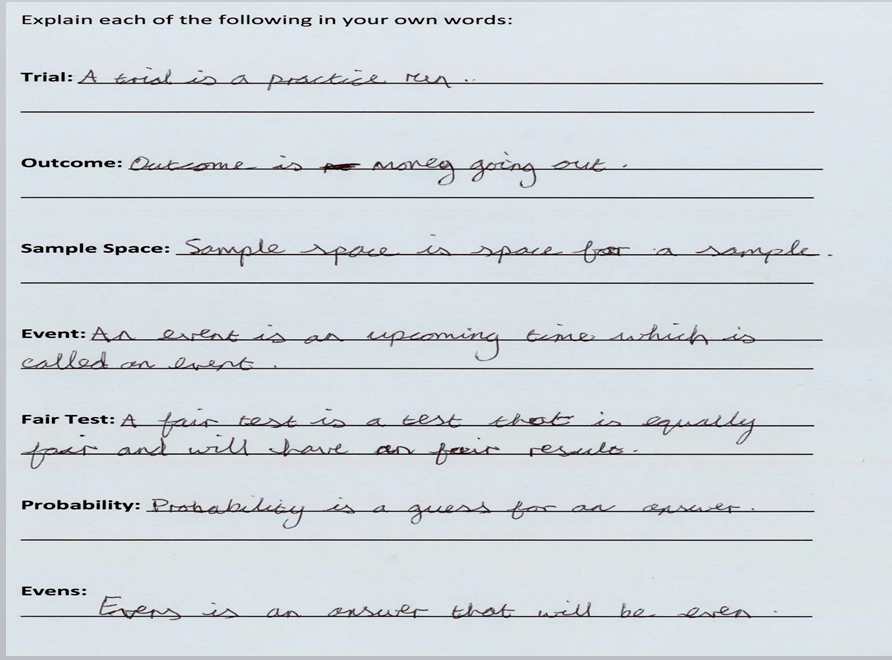 Explain each of the following in your own words:
Trial: A trial is a practice run.
Outcome: Outcome is money going out.
Sample Space: Sample space is space for a sample.
Event: An event is an upcoming time which is
called an event.
Fair Test: A fair test is a test that is equally
fair and will have an fair results.
Probability: Probability is a guess for an answer.
Evens:
Evens is an answer that will be even.